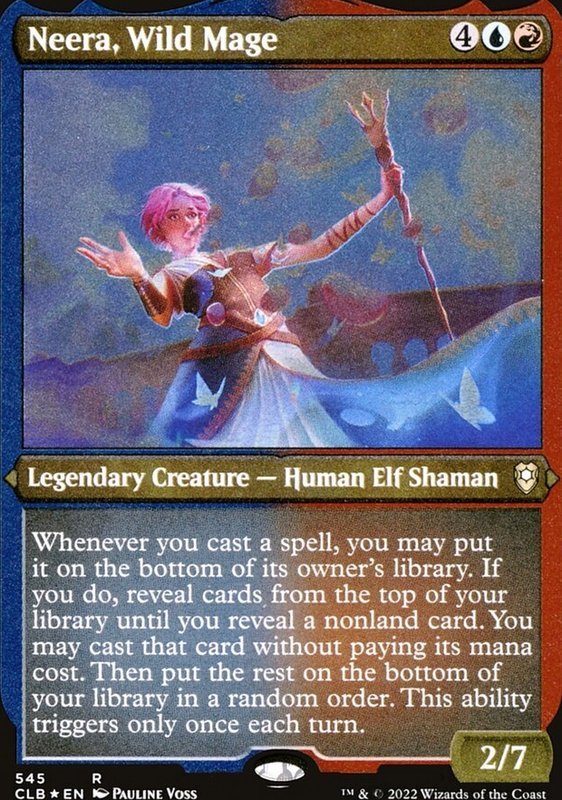 Neera, Wild Mage 4
Legendary Creature — Human Elf Shaman
Whenever you cast a spell, you may put
it on the bottom of its owner's library. If
you do, reveal cards from the top of your
library until you reveal a nonland card. You
may cast that card without paying its mana
cost. Then put the rest on the bottom of
your library in a random order. This ability
triggers only once each turn.
2/7
545 R
CLB ★ EN Pauline Voss
™ & © 2022 Wizards of the Coast